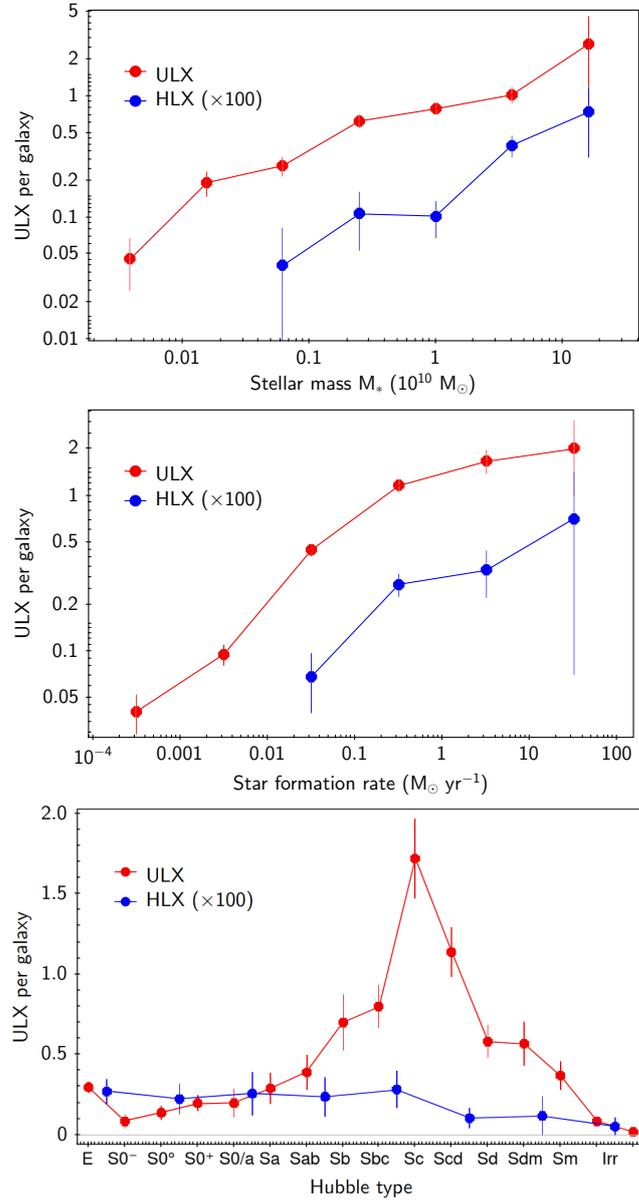 5
2
1
0.5
0.2
0.1
0.05
0.02
0.01
ULX per galaxy
ULX
HLX (×100)
0.01 0.1 1 10
Stellar mass M* (10¹⁰ M☉)
2
1
0.5
0.2
0.1
0.05
ULX per galaxy
ULX
HLX (×100)
10⁻⁴ 0.001 0.01 0.1 1 10 100
Star formation rate (M☉ yr⁻¹)
2.0
1.5
1.0
0.5
0
ULX per galaxy
ULX
HLX (×100)
E S0⁻ S0° S0⁺ S0/a Sa Sab Sb Sbc Sc Scd Sd Sdm Sm Irr
Hubble type